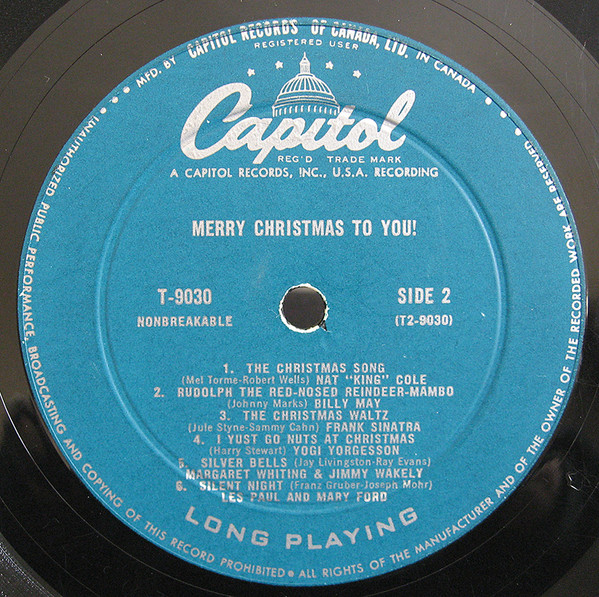 MFD. BY CAPITOL RECORDS OF CANADA, LTD. IN CANADA
REGISTERED USER
Capitol
REG'D TRADE MARK
A CAPITOL RECORDS, INC., U.S.A. RECORDING
MERRY CHRISTMAS TO YOU!
T-9030 SIDE 2
NONBREAKABLE (T2-9030)
1. THE CHRISTMAS SONG
(Mel Torme-Robert Wells) NAT "KING" COLE
2. RUDOLPH THE RED-NOSED REINDEER-MAMBO
(Johnny Marks) BILLY MAY
3. THE CHRISTMAS WALTZ
(Jule Styne-Sammy Cahn) FRANK SINATRA
4. I YUST GO NUTS AT CHRISTMAS
(Harry Stewart) YOGI YORGESSON
5. SILVER BELLS (Jay Livingston-Ray Evans)
MARGARET WHITING & JIMMY WAKELY
6. SILENT NIGHT (Franz Gruber-Joseph Mohr)
LES PAUL AND MARY FORD
LONG PLAYING
UNAUTHORIZED PUBLIC PERFORMANCE, BROADCASTING AND COPYING OF THIS RECORD PROHIBITED • ALL RIGHTS OF THE MANUFACTURER AND OF THE OWNER OF THE RECORDED WORK ARE RESERVED